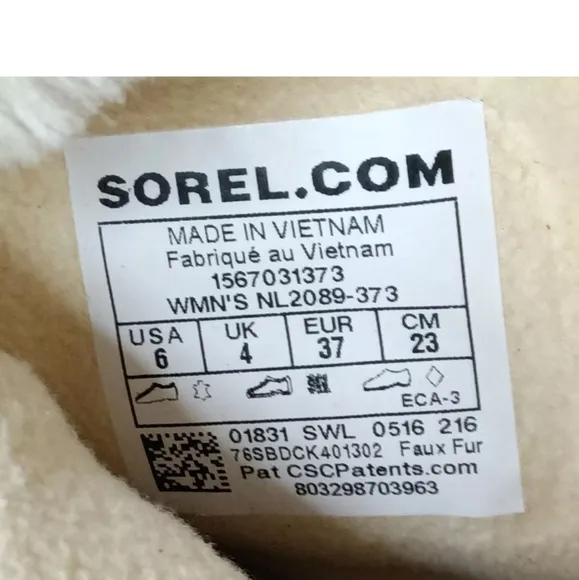 SOREL.COM
MADE IN VIETNAM
Fabriqué au Vietnam
1567031373
WMN'S NL2089-373
USA UK EUR CM
6 4 37 23
ECA-3
01831 SWL 0516 216
76SBDCK401302 Faux Fur
Pat CSCPatents.com
803298703963